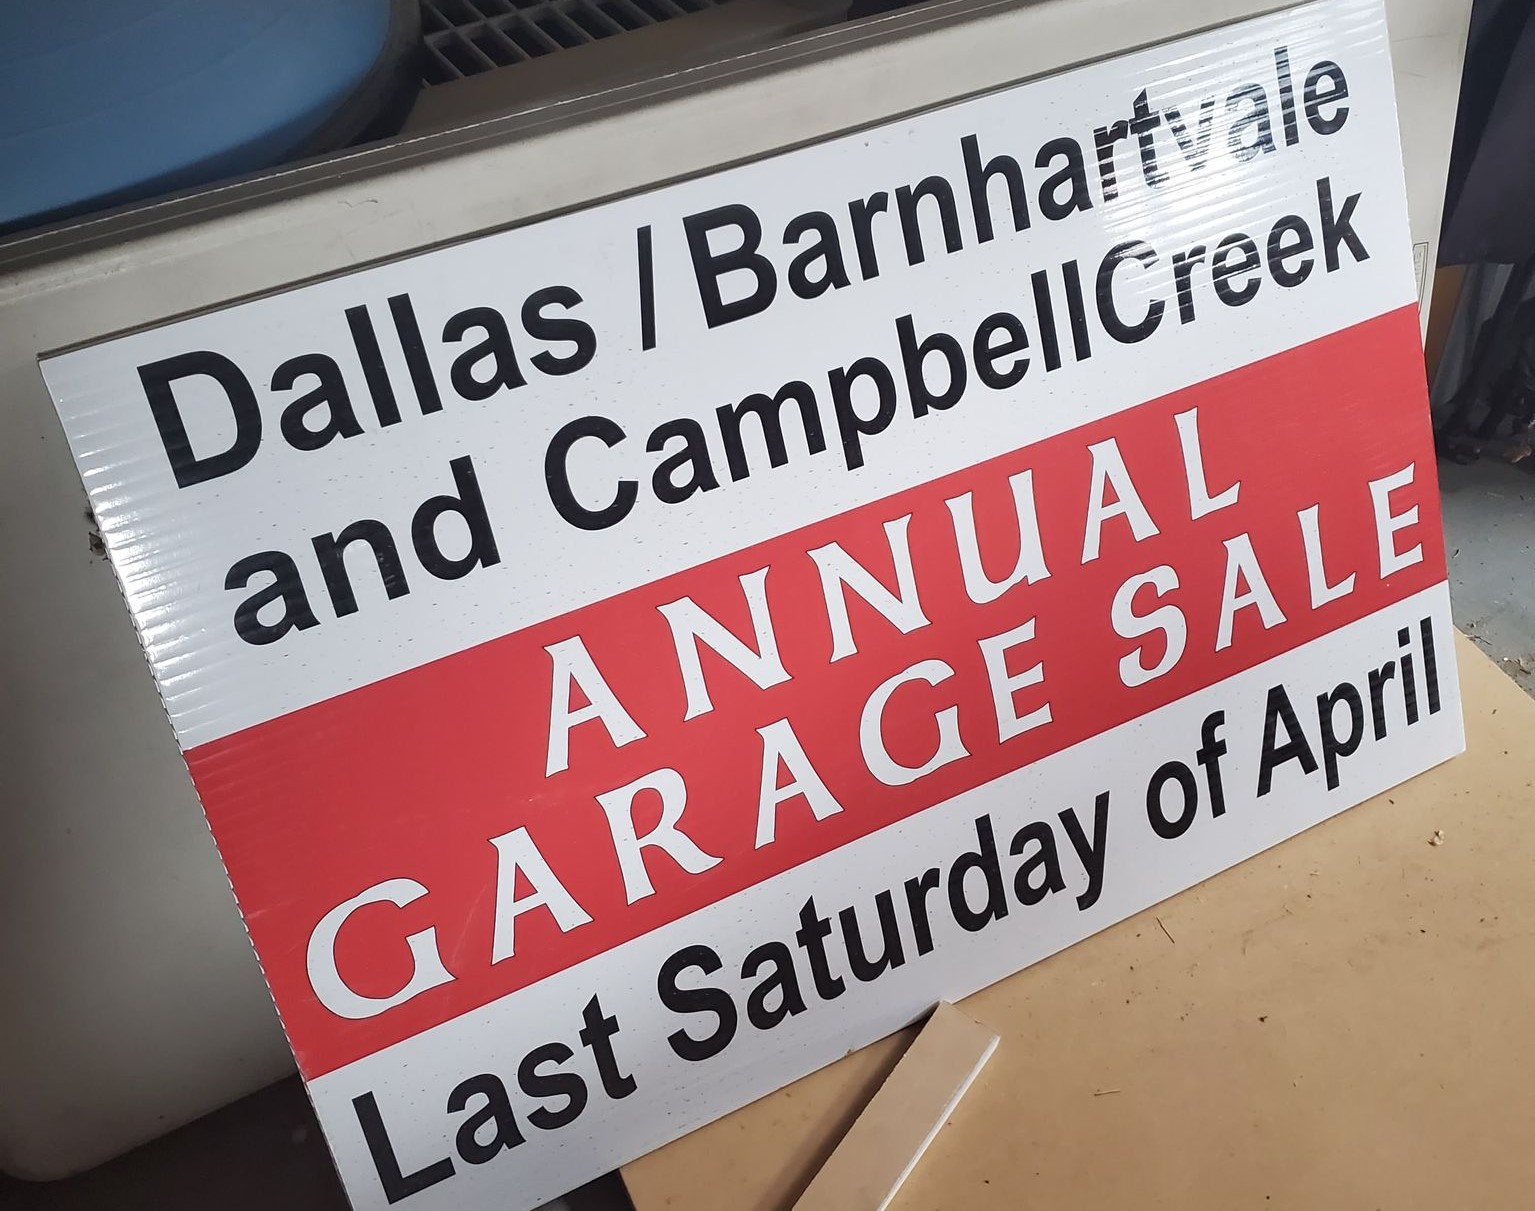 Dallas / Barnhartvale
and CampbellCreek
ANNUAL
GARAGE SALE
Last Saturday of April